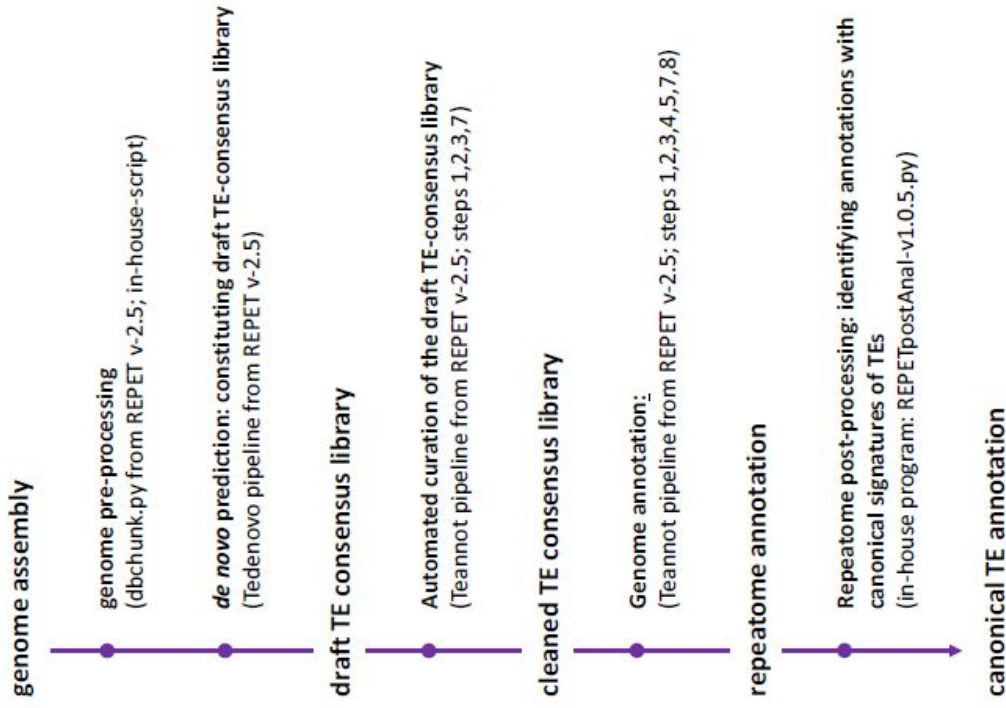 genome assembly
genome pre-processing
(dbchunk.py from REPET v-2.5; in-house-script)
de novo prediction: constituting draft TE-consensus library
(Tedenovo pipeline from REPET v-2.5)
draft TE consensus library
Automated curation of the draft TE-consensus library
(Teannot pipeline from REPET v-2.5; steps 1,2,3,7)
cleaned TE consensus library
Genome annotation:
(Teannot pipeline from REPET v-2.5; steps 1,2,3,4,5,7,8)
repeatome annotation
Repeatome post-processing: identifying annotations with
canonical signatures of TEs
(in-house program: REPETpostAnal-v1.0.5.py)
canonical TE annotation